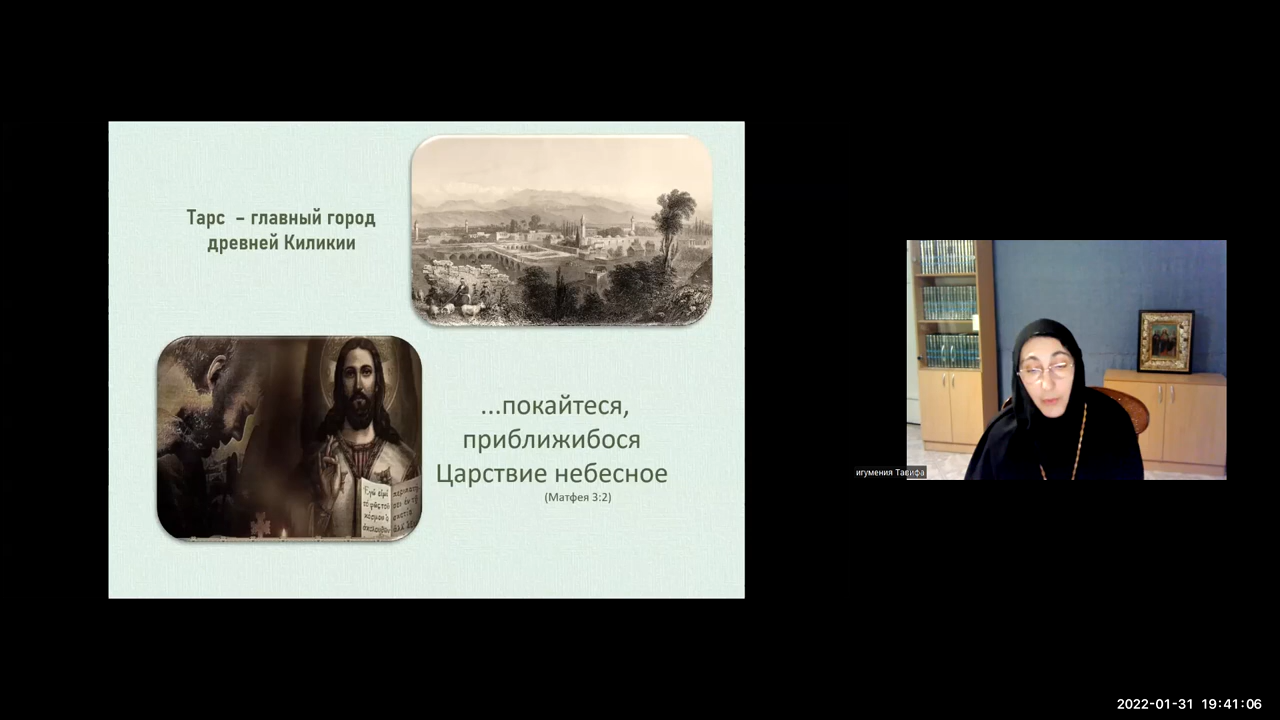 Тарс – главный город
древней Киликии
...покайтеся,
приближибося
Царствие небесное
(Матфея 3:2)
игумения Тавифа
2022-01-31 19:41:06